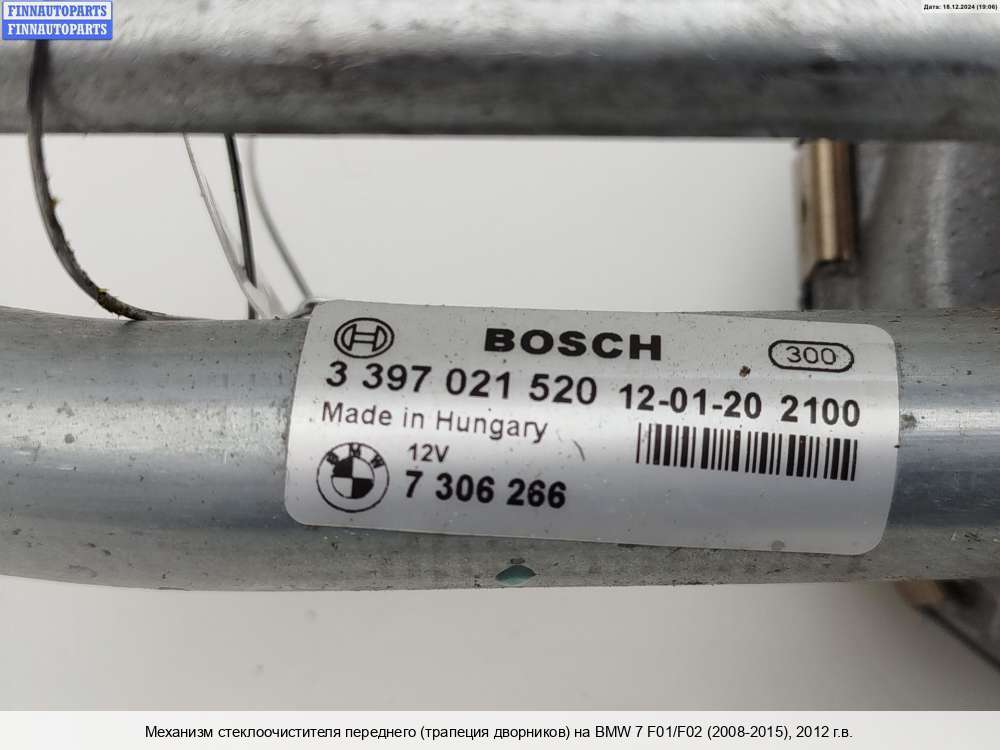 FINNAUTOPARTS
FINNAUTOPARTS
Дата: 18.12.2024 (19:06)
BOSCH
300
3 397 021 520 12-01-20 2100
Made in Hungary
12V
BMW
7 306 266
Механизм стеклоочистителя переднего (трапеция дворников) на BMW 7 F01/F02 (2008-2015), 2012 г.в.